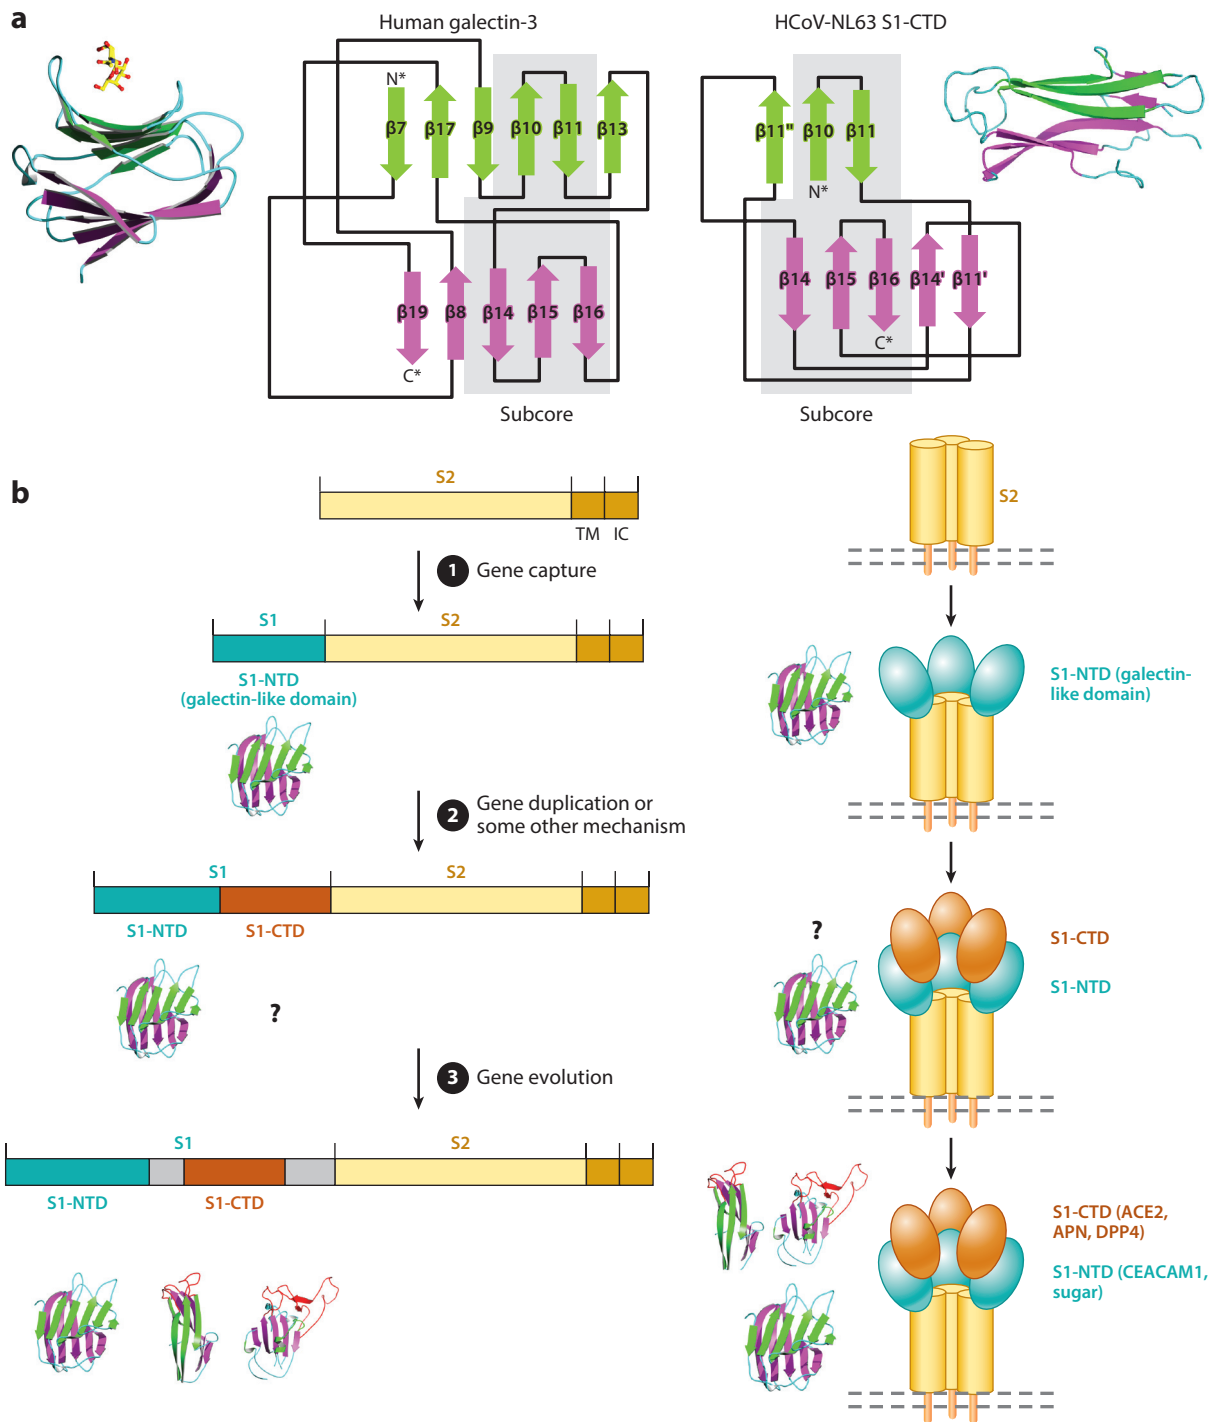 a
Human galectin-3
HCoV-NL63 S1-CTD
N*
β7
β17
β9
β10
β11
β13
β19
β8
β14
β15
β16
C*
Subcore
β11"
β10
β11
N*
β14
β15
β16
β14'
β11'
C*
Subcore
b
S2
TM
IC
1 Gene capture
S1
S2
S1-NTD
(galectin-like domain)
2 Gene duplication or
some other mechanism
S1
S2
S1-NTD
S1-CTD
?
3 Gene evolution
S1
S2
S1-NTD
S1-CTD
S2
S1-NTD (galectin-
like domain)
?
S1-CTD
S1-NTD
S1-CTD (ACE2,
APN, DPP4)
S1-NTD (CEACAM1,
sugar)